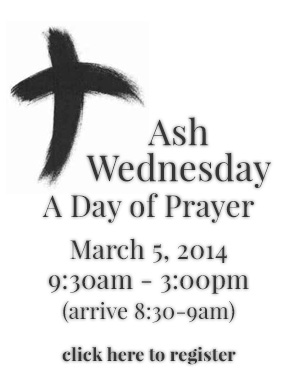 Ash
Wednesday
A Day of Prayer
March 5, 2014
9:30am - 3:00pm
(arrive 8:30-9am)
click here to register